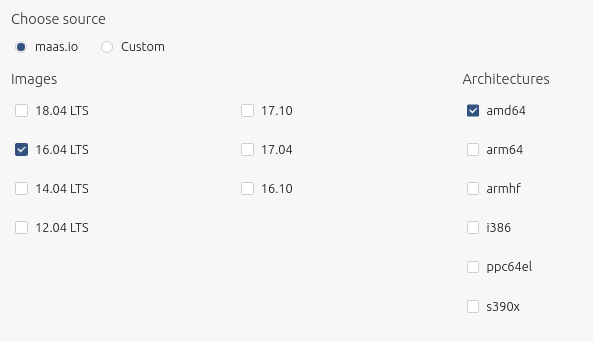 Choose source
maas.io Custom
Images Architectures
18.04 LTS 17.10 amd64
16.04 LTS 17.04 arm64
14.04 LTS 16.10 armhf
12.04 LTS i386
ppc64el
s390x